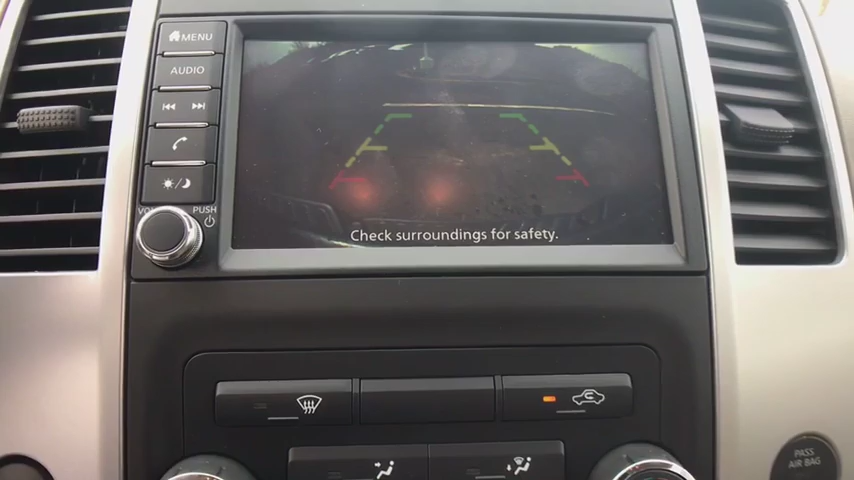 MENU
AUDIO
VOL PUSH
Check surroundings for safety.
PASS
AIR BAG